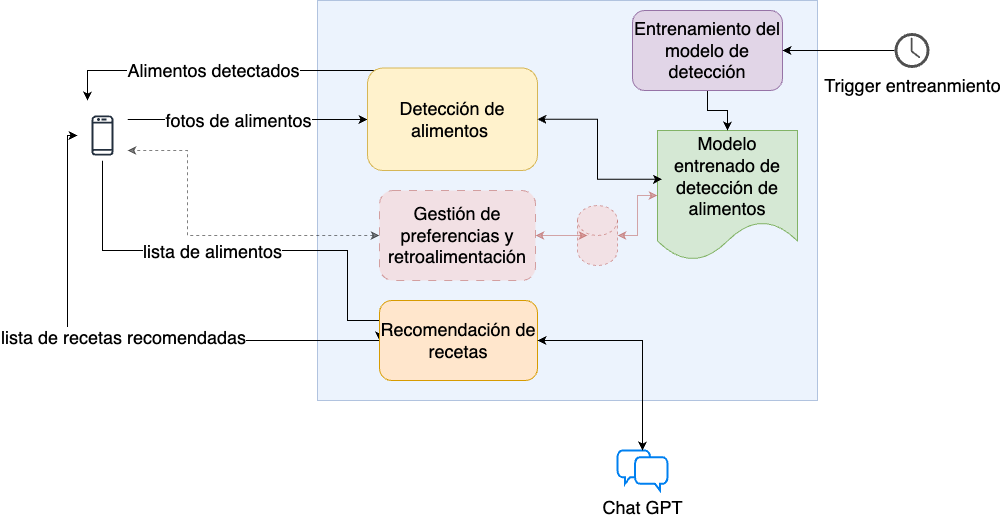 Entrenamiento del
modelo de
detección
Trigger entreanmiento
Alimentos detectados
Detección de
alimentos
fotos de alimentos
Modelo
entrenado de
detección de
alimentos
Gestión de
preferencias y
retroalimentación
lista de alimentos
Recomendación de
recetas
lista de recetas recomendadas
Chat GPT